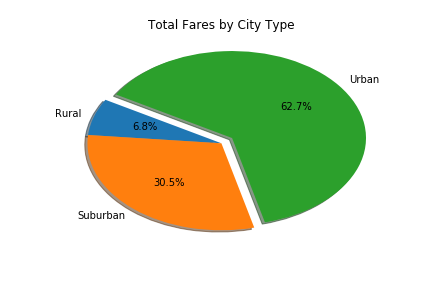 Total Fares by City Type
Urban
62.7%
Rural
6.8%
30.5%
Suburban